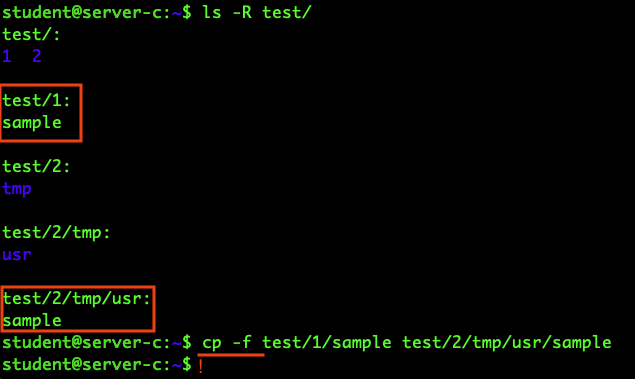 student@server-c:~$ ls -R test/
test/:
1  2
test/1:
sample
test/2:
tmp
test/2/tmp:
usr
test/2/tmp/usr:
sample
student@server-c:~$ cp -f test/1/sample test/2/tmp/usr/sample
student@server-c:~$ !